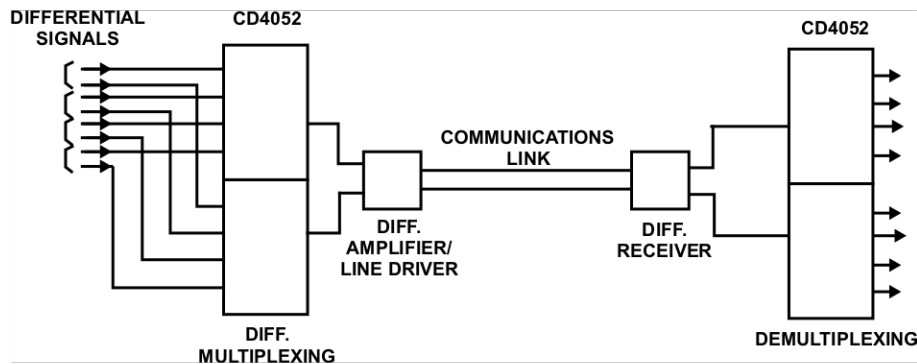 DIFFERENTIAL
SIGNALS
CD4052
CD4052
COMMUNICATIONS
LINK
DIFF.
AMPLIFIER/
LINE DRIVER
DIFF.
RECEIVER
DIFF.
MULTIPLEXING
DEMULTIPLEXING